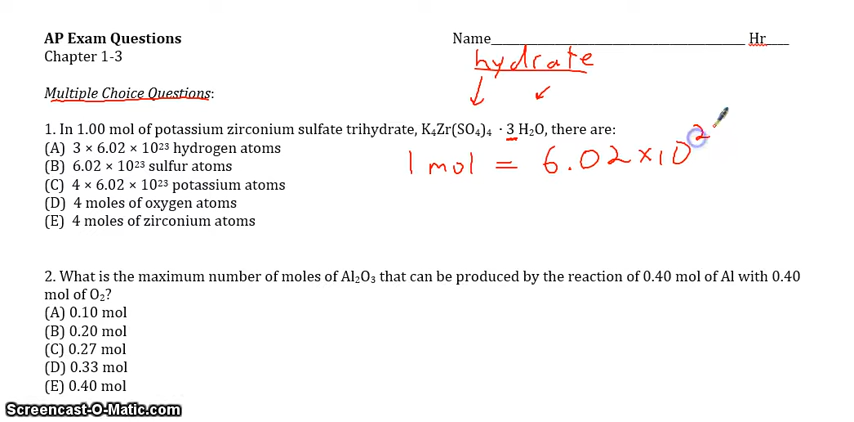 AP Exam Questions
Name____________________ Hr____
Chapter 1-3
hydrate
Multiple Choice Questions:
1. In 1.00 mol of potassium zirconium sulfate trihydrate, K₄Zr(SO₄)₄ · 3 H₂O, there are:
(A) 3 × 6.02 × 10²³ hydrogen atoms
(B) 6.02 × 10²³ sulfur atoms
(C) 4 × 6.02 × 10²³ potassium atoms
(D) 4 moles of oxygen atoms
(E) 4 moles of zirconium atoms
1 mol = 6.02 × 10²
2. What is the maximum number of moles of Al₂O₃ that can be produced by the reaction of 0.40 mol of Al with 0.40
mol of O₂?
(A) 0.10 mol
(B) 0.20 mol
(C) 0.27 mol
(D) 0.33 mol
(E) 0.40 mol
Screencast-O-Matic.com